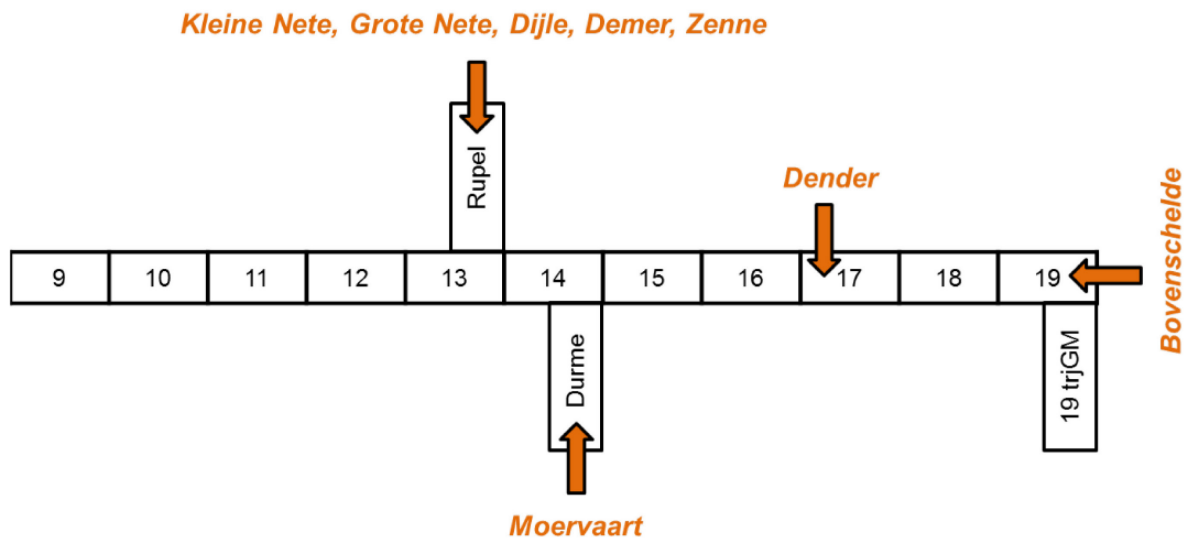 Kleine Nete, Grote Nete, Dijle, Demer, Zenne
Rupel
Dender
Bovenschelde
9 10 11 12 13 14 15 16 17 18 19
Durme
19 trjGM
Moervaart